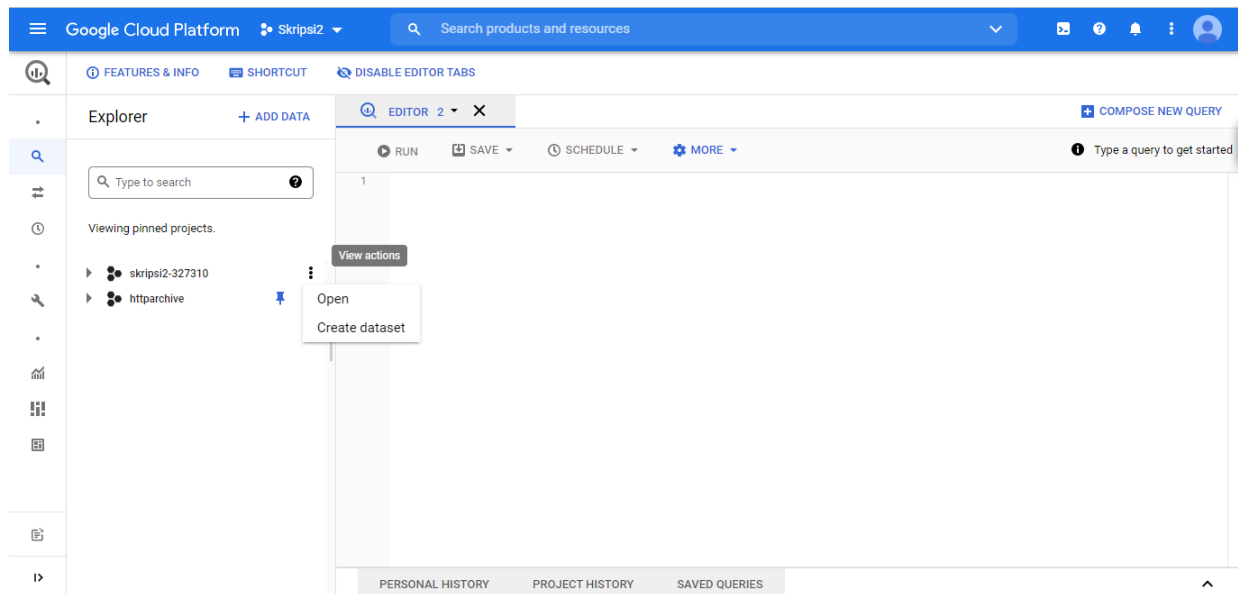 Google Cloud Platform Skripsi2 Search products and resources
FEATURES & INFO SHORTCUT DISABLE EDITOR TABS
Explorer + ADD DATA
EDITOR 2 COMPOSE NEW QUERY
RUN SAVE SCHEDULE MORE Type a query to get started
Type to search
1
Viewing pinned projects.
View actions
skripsi2-327310
httparchive
Open
Create dataset
PERSONAL HISTORY PROJECT HISTORY SAVED QUERIES